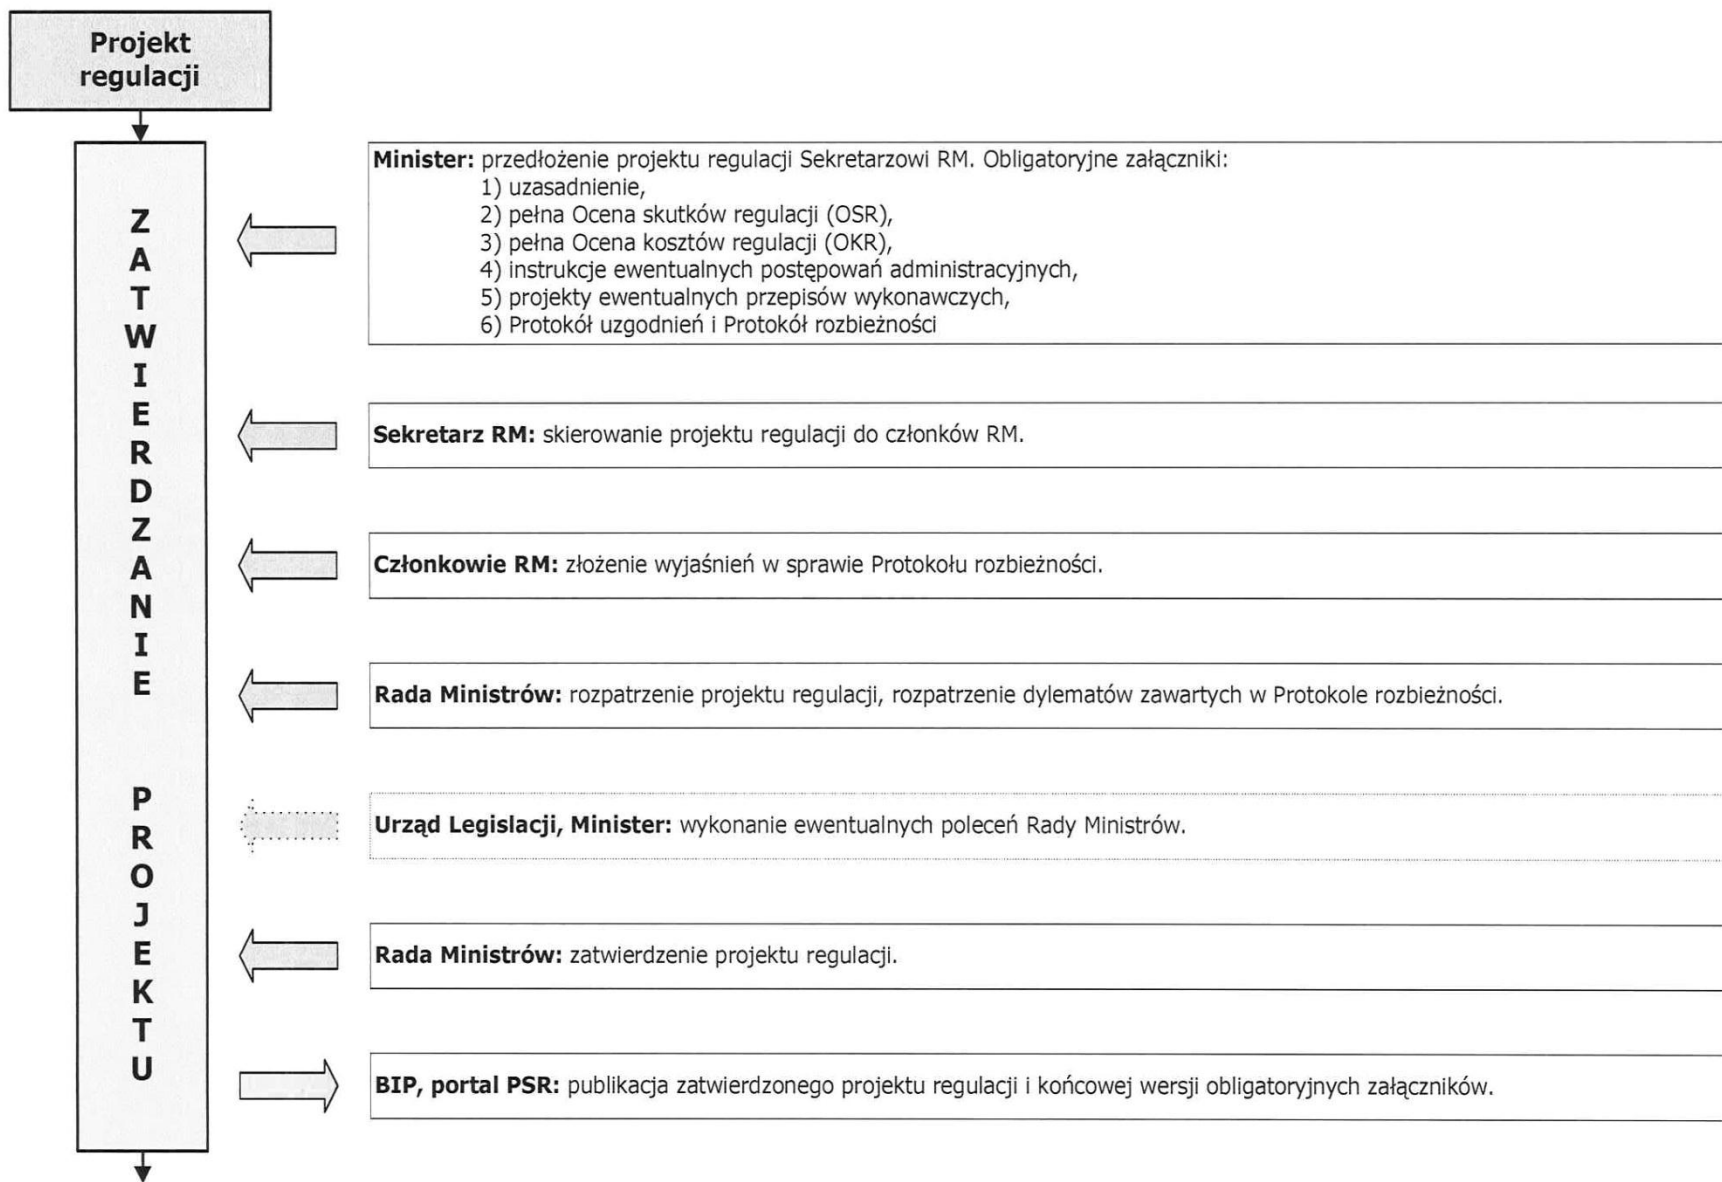 Projekt
regulacji
Minister: przedłożenie projektu regulacji Sekretarzowi RM. Obligatoryjne załączniki:
1) uzasadnienie,
2) pełna Ocena skutków regulacji (OSR),
3) pełna Ocena kosztów regulacji (OKR),
4) instrukcje ewentualnych postępowań administracyjnych,
5) projekty ewentualnych przepisów wykonawczych,
6) Protokół uzgodnień i Protokół rozbieżności
Sekretarz RM: skierowanie projektu regulacji do członków RM.
Członkowie RM: złożenie wyjaśnień w sprawie Protokołu rozbieżności.
Rada Ministrów: rozpatrzenie projektu regulacji, rozpatrzenie dylematów zawartych w Protokole rozbieżności.
Urząd Legislacji, Minister: wykonanie ewentualnych poleceń Rady Ministrów.
Rada Ministrów: zatwierdzenie projektu regulacji.
BIP, portal PSR: publikacja zatwierdzonego projektu regulacji i końcowej wersji obligatoryjnych załączników.
ZATWIERDZANIE PROJEKTU